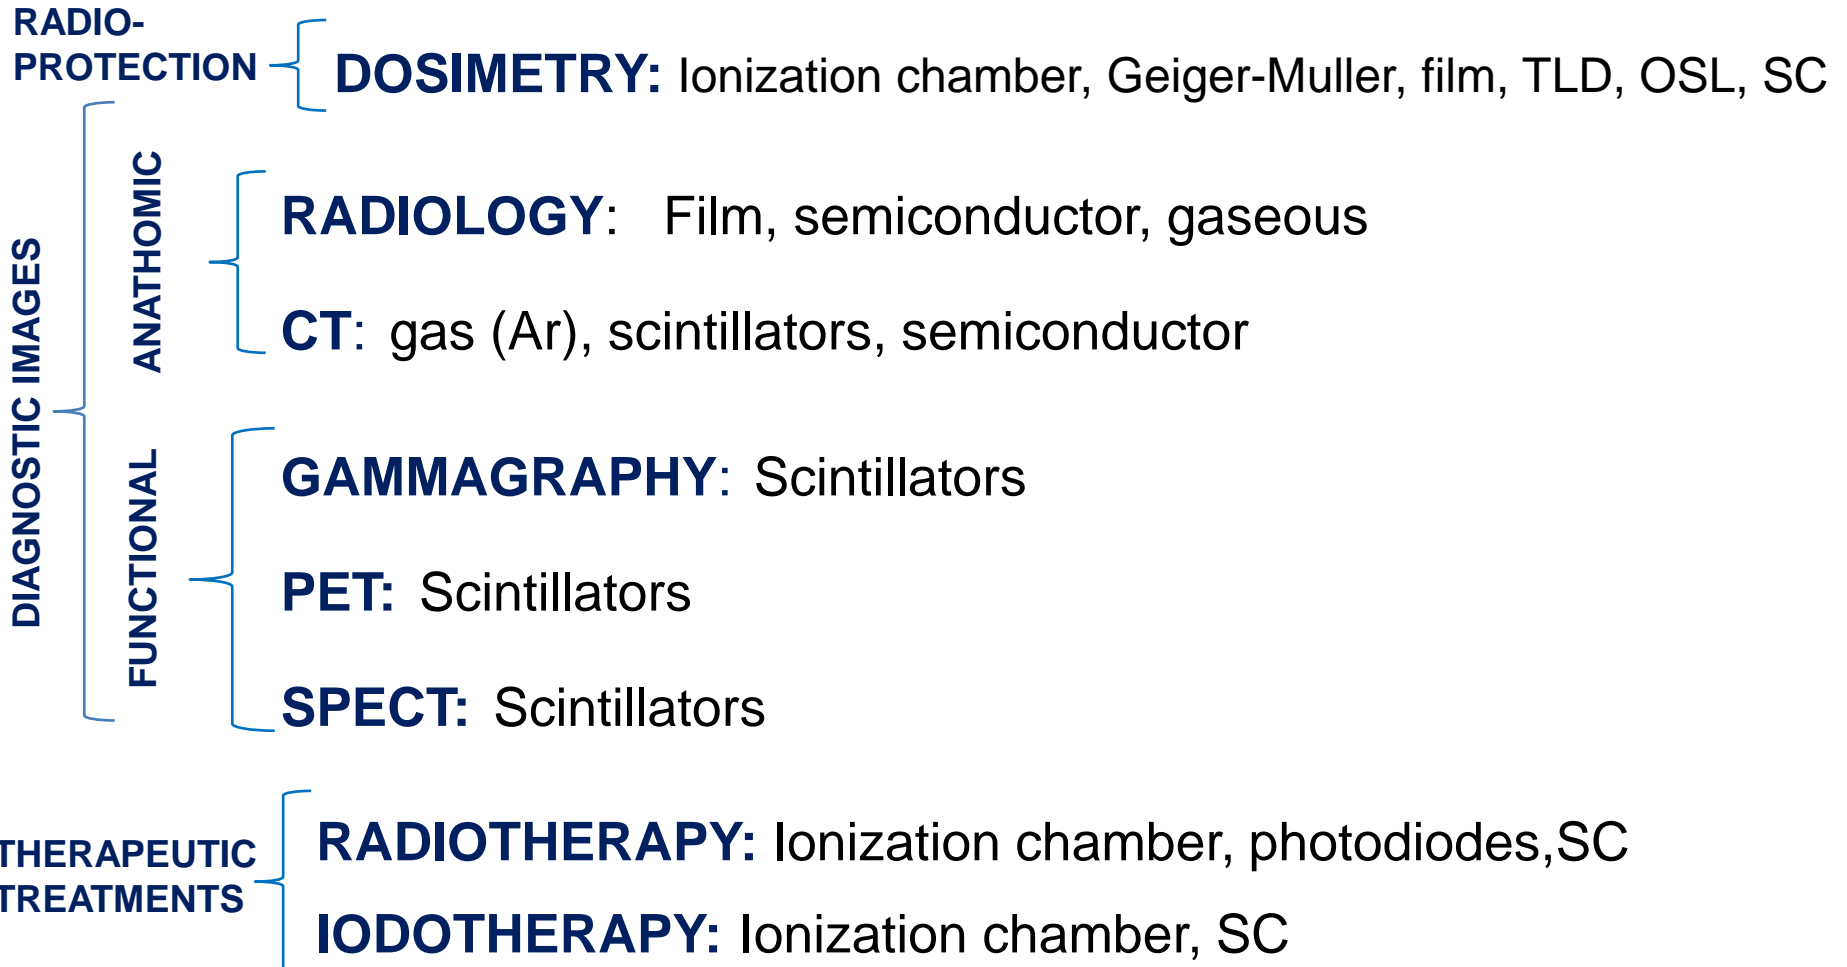 RADIO-
PROTECTION
DOSIMETRY: Ionization chamber, Geiger-Muller, film, TLD, OSL, SC
DIAGNOSTIC IMAGES
ANATHOMIC
RADIOLOGY: Film, semiconductor, gaseous
CT: gas (Ar), scintillators, semiconductor
FUNCTIONAL
GAMMAGRAPHY: Scintillators
PET: Scintillators
SPECT: Scintillators
THERAPEUTIC
TREATMENTS
RADIOTHERAPY: Ionization chamber, photodiodes,SC
IODOTHERAPY: Ionization chamber, SC